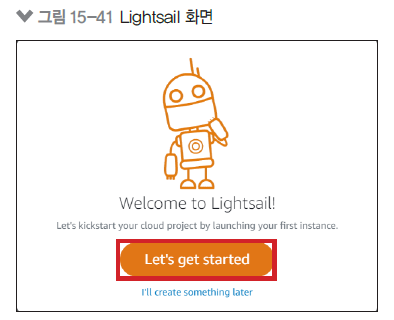 그림 15-41 Lightsail 화면
Welcome to Lightsail!
Let's kickstart your cloud project by launching your first instance.
Let's get started
I'll create something later